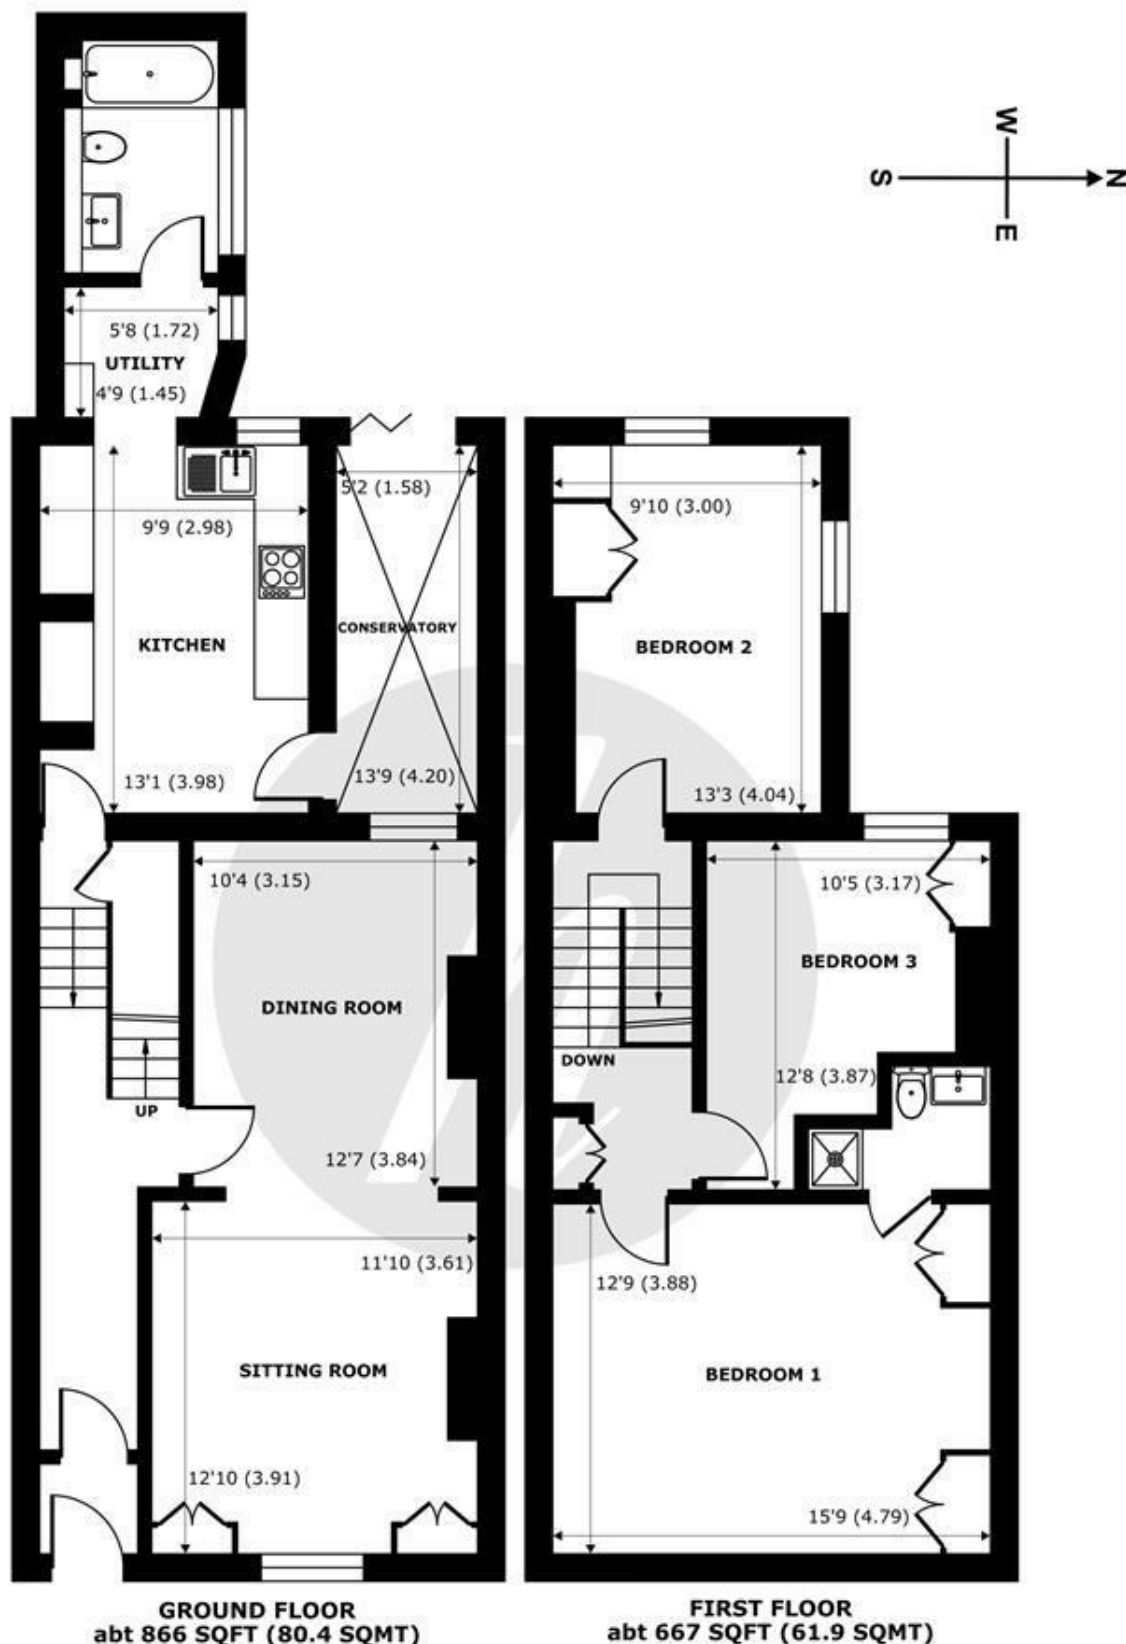 W
S
N
E
5'8 (1.72)
UTILITY
4'9 (1.45)
5'2 (1.58)
9'9 (2.98)
CONSERVATORY
KITCHEN
13'1 (3.98)
13'9 (4.20)
10'4 (3.15)
DINING ROOM
UP
12'7 (3.84)
11'10 (3.61)
SITTING ROOM
12'10 (3.91)
GROUND FLOOR
abt 866 SQFT (80.4 SQMT)
9'10 (3.00)
BEDROOM 2
13'3 (4.04)
10'5 (3.17)
BEDROOM 3
DOWN
12'8 (3.87)
12'9 (3.88)
BEDROOM 1
15'9 (4.79)
FIRST FLOOR
abt 667 SQFT (61.9 SQMT)